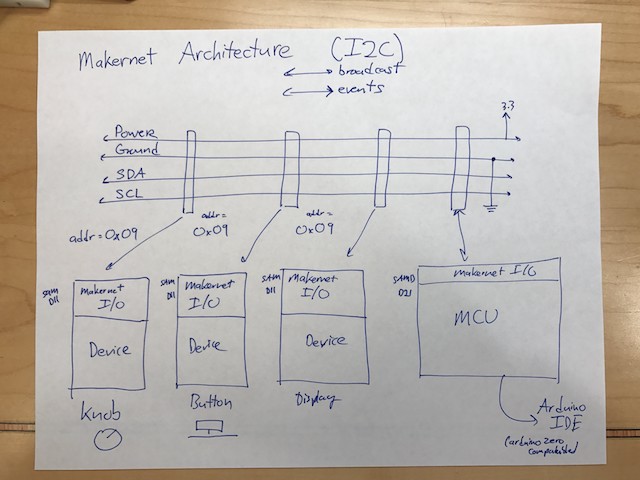 Makernet Architecture (I2C)
broadcast
events
3.3
Power
Ground
SDA
SCL
addr=0x09
addr=
0x09
addr=
0x09
SAM
D11
Makernet
I/O
Device
Knob
SAM
D11
Makernet
I/O
Device
Button
SAM
D11
Makernet
I/O
Device
Display
SAMD
D21
makernet I/O
MCU
Arduino
IDE
(arduino zero
compatible)